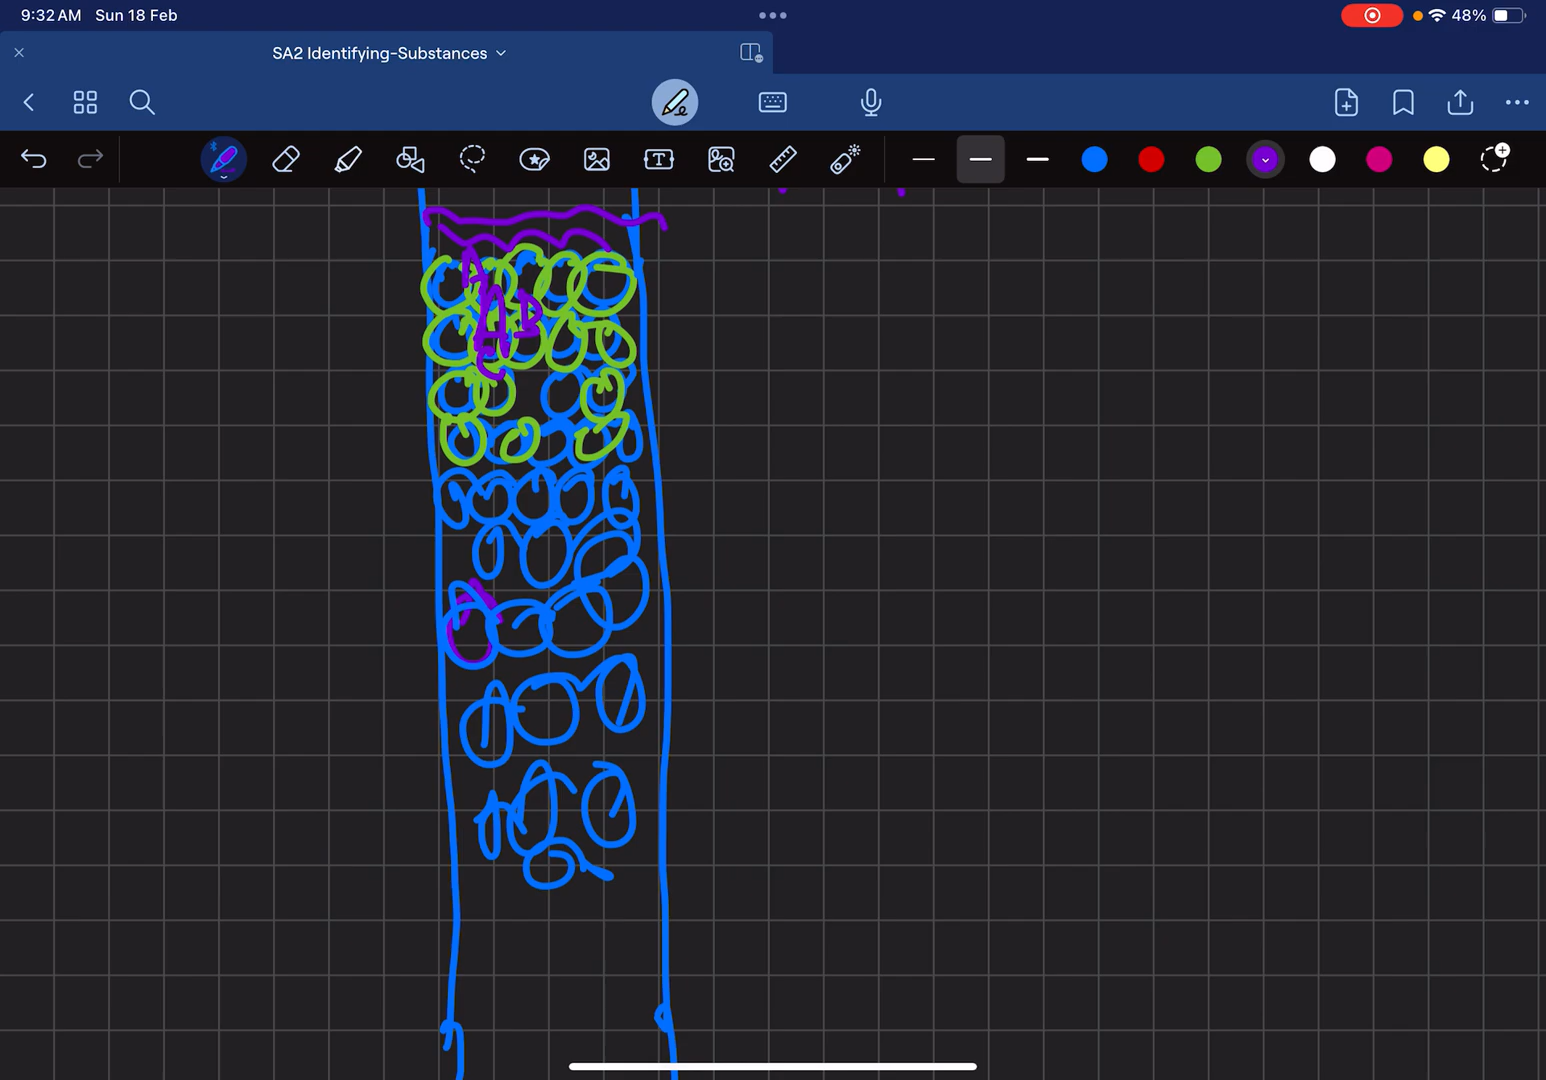 9:32 AM Sun 18 Feb
48%
SA2 Identifying-Substances
T
A
A B
C